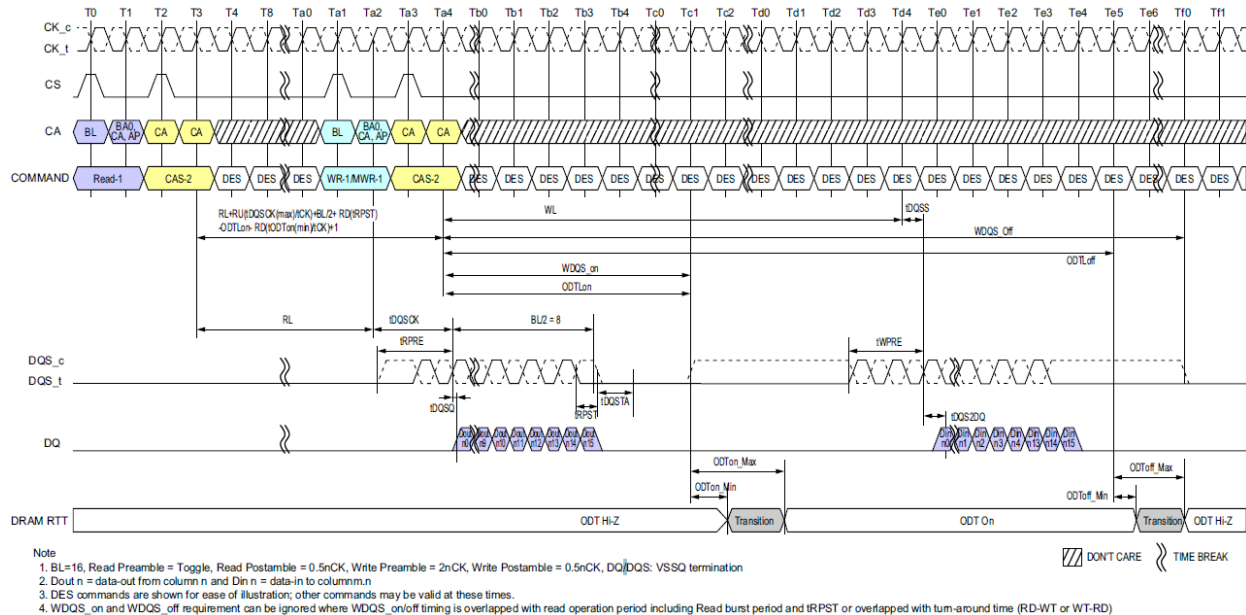 T0 T1 T2 T3 T4 T8 Ta0 Ta1 Ta2 Ta3 Ta4 Tb0 Tb1 Tb2 Tb3 Tb4 Tc0 Tc1 Tc2 Td0 Td1 Td2 Td3 Td4 Te0 Te1 Te2 Te3 Te4 Te5 Te6 Tf0 Tf1
CK_c
CK_t
CS
CA BL BA0, CA, AP CA CA BL BA0, CA, AP CA CA
COMMAND Read-1 CAS-2 DES DES DES WR-1/MWR-1 CAS-2 DES DES DES DES DES DES DES DES DES DES DES DES DES DES DES DES DES DES DES DES DES DES
RL+RU(tDQSCK(max)/tCK)+BL/2+ RD(tRPST)
-ODTLon- RD(tODTon(min)/tCK)+1
WL tDQSS
WDQS_Off
ODTLoff
WDQS_on
ODTLon
RL tDQSCK BL/2 = 8
tRPRE tWPRE
DQS_c
DQS_t
tDQSQ tRPST tDQSTA tDQS2DQ
DQ Dout n0 Dout n9 Dout n10 Dout n11 Dout n12 Dout n13 Dout n14 Dout n15 Din n0 Din n1 Din n2 Din n3 Din n4 Din n13 Din n14 Din n15
ODTon_Max ODToff_Max
ODTon_Min ODToff_Min
DRAM RTT ODT Hi-Z Transition ODT On Transition ODT Hi-Z
DON'T CARE TIME BREAK
Note
1. BL=16, Read Preamble = Toggle, Read Postamble = 0.5nCK, Write Preamble = 2nCK, Write Postamble = 0.5nCK, DQ/DQS: VSSQ termination
2. Dout n = data-out from column n and Din n = data-in to columnm.n
3. DES commands are shown for ease of illustration; other commands may be valid at these times.
4. WDQS_on and WDQS_off requirement can be ignored where WDQS_on/off timing is overlapped with read operation period including Read burst period and tRPST or overlapped with turn-around time (RD-WT or WT-RD)